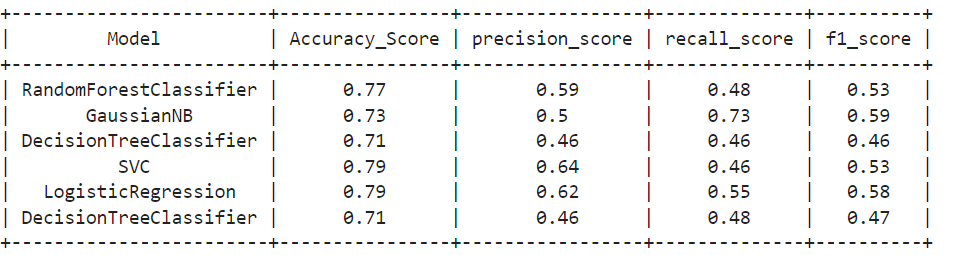 +------------------------+----------------+-----------------+--------------+----------+
|         Model          | Accuracy_Score | precision_score | recall_score | f1_score |
+------------------------+----------------+-----------------+--------------+----------+
| RandomForestClassifier |      0.77      |       0.59      |     0.48     |   0.53   |
|       GaussianNB       |      0.73      |       0.5       |     0.73     |   0.59   |
| DecisionTreeClassifier |      0.71      |       0.46      |     0.46     |   0.46   |
|          SVC           |      0.79      |       0.64      |     0.46     |   0.53   |
|   LogisticRegression   |      0.79      |       0.62      |     0.55     |   0.58   |
| DecisionTreeClassifier |      0.71      |       0.46      |     0.48     |   0.47   |
+------------------------+----------------+-----------------+--------------+----------+